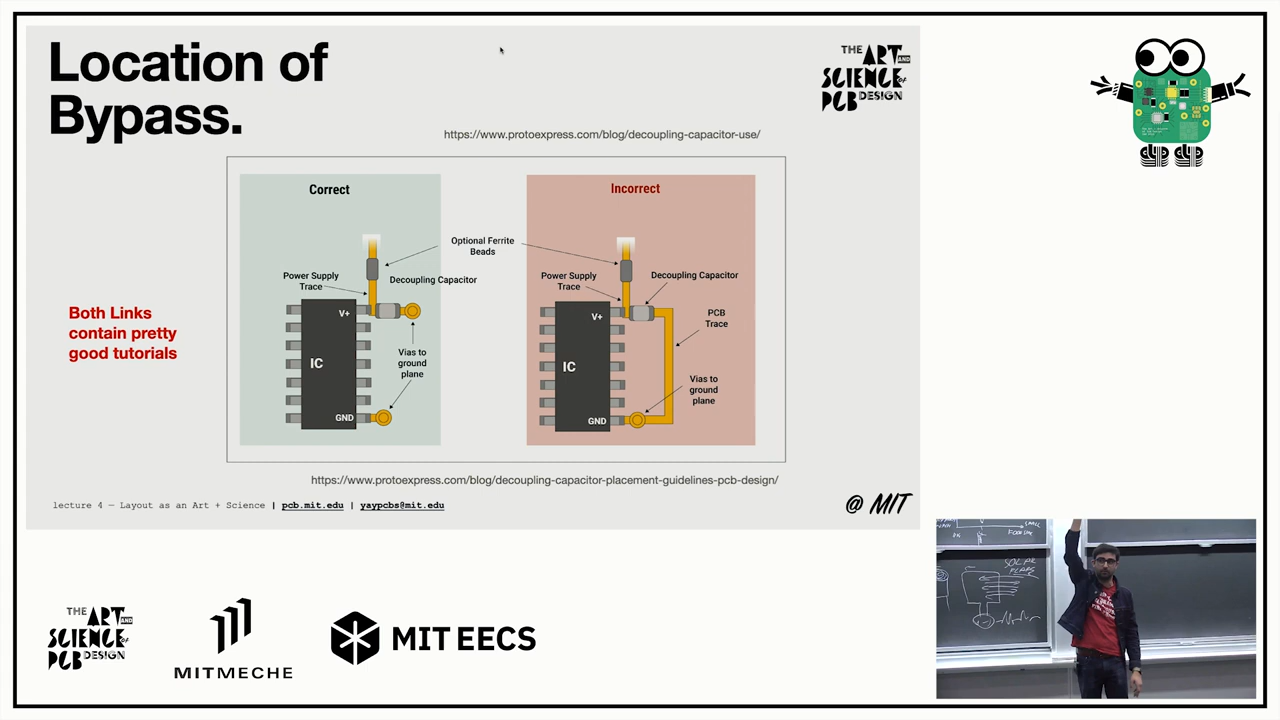 Location of
Bypass.
THE ART AND
SCIENCE of
PCB DESIGN
https://www.protoexpress.com/blog/decoupling-capacitor-use/
Correct
Incorrect
Optional Ferrite
Beads
Power Supply
Trace
Decoupling Capacitor
Power Supply
Trace
Decoupling Capacitor
V+
V+
PCB
Trace
Both Links
contain pretty
good tutorials
IC
Vias to
ground
plane
IC
Vias to
ground
plane
GND
GND
https://www.protoexpress.com/blog/decoupling-capacitor-placement-guidelines-pcb-design/
lecture 4 — Layout as an Art + Science | pcb.mit.edu | yaypcbs@mit.edu
@ MIT
THE ART AND
SCIENCE of
PCB DESIGN
MITMECHE
MIT EECS